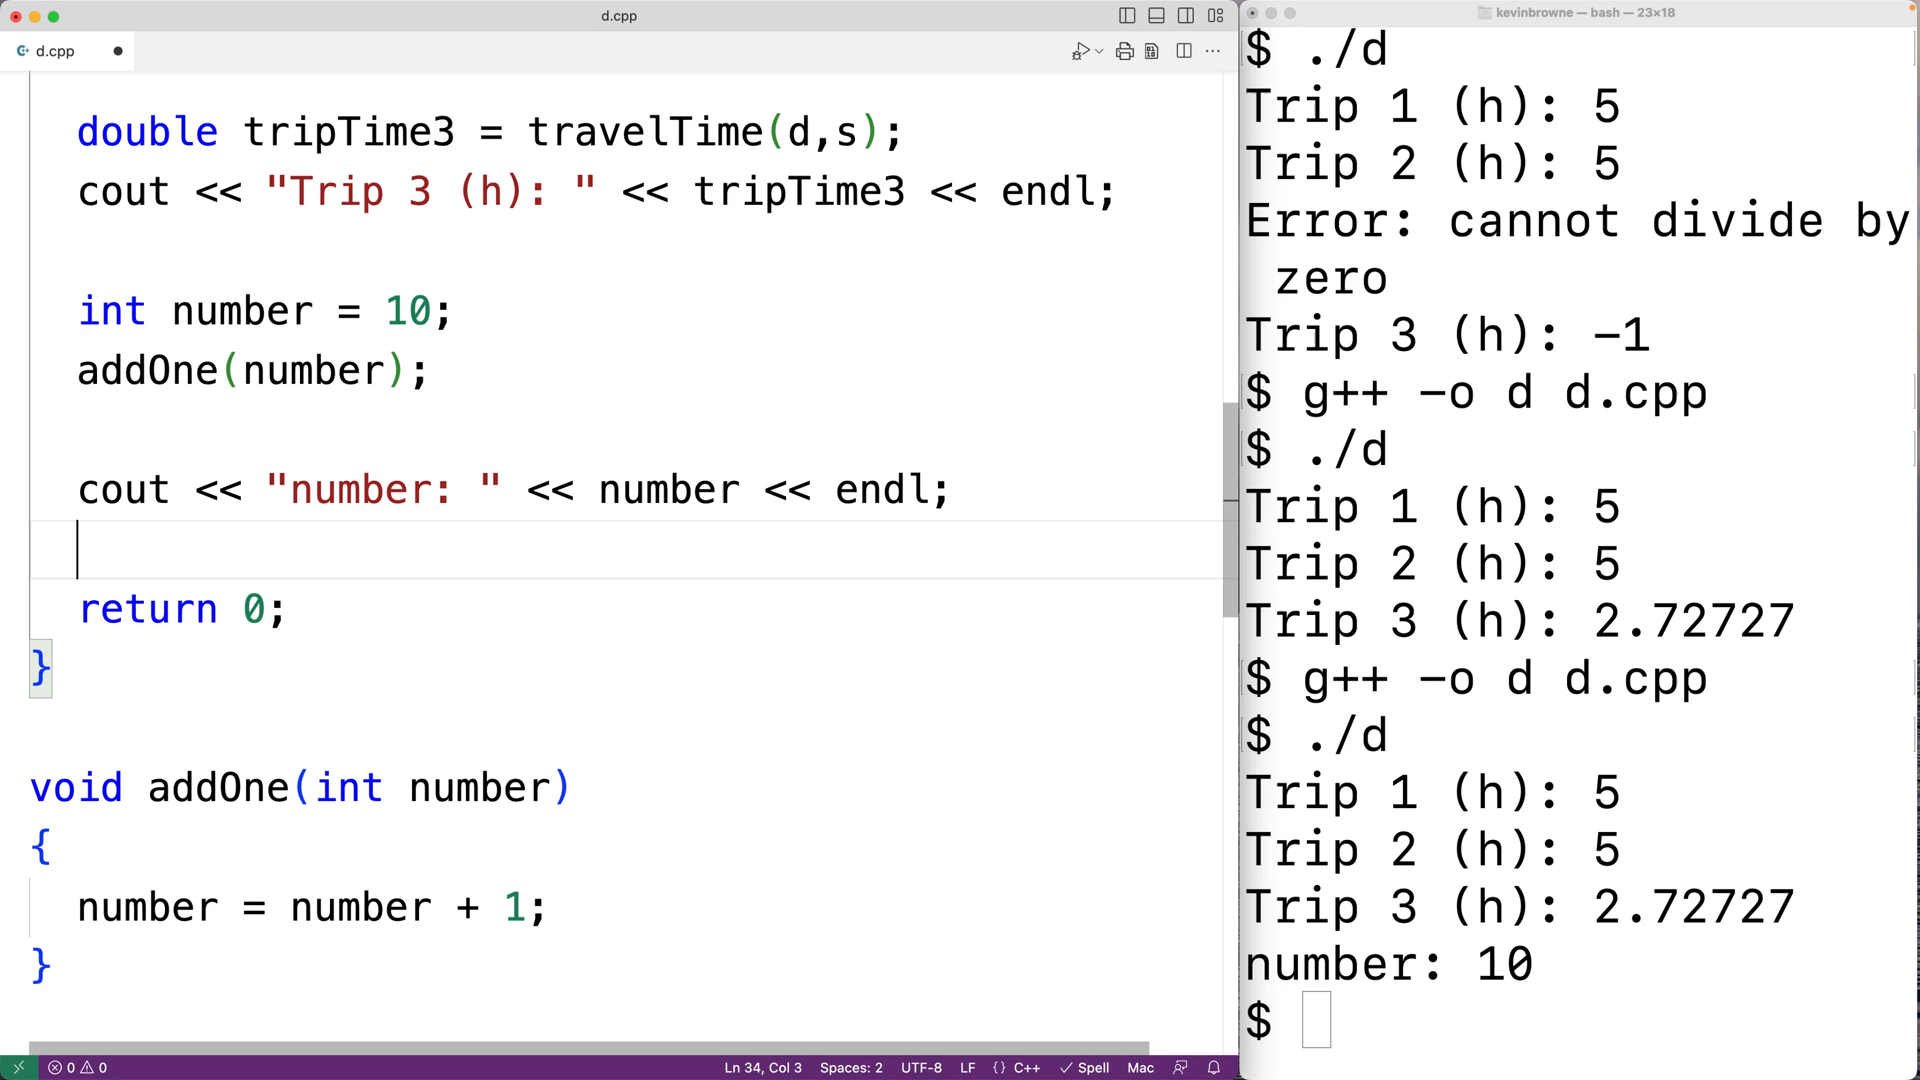 d.cpp
d.cpp
double tripTime3 = travelTime(d,s);
cout << "Trip 3 (h): " << tripTime3 << endl;
int number = 10;
addOne(number);
cout << "number: " << number << endl;
return 0;
}
void addOne(int number)
{
number = number + 1;
}
0 0
Ln 34, Col 3
Spaces: 2
UTF-8
LF
{} C++
Spell
Mac
kevinbrowne — bash — 23×18
$ ./d
Trip 1 (h): 5
Trip 2 (h): 5
Error: cannot divide by
zero
Trip 3 (h): -1
$ g++ -o d d.cpp
$ ./d
Trip 1 (h): 5
Trip 2 (h): 5
Trip 3 (h): 2.72727
$ g++ -o d d.cpp
$ ./d
Trip 1 (h): 5
Trip 2 (h): 5
Trip 3 (h): 2.72727
number: 10
$